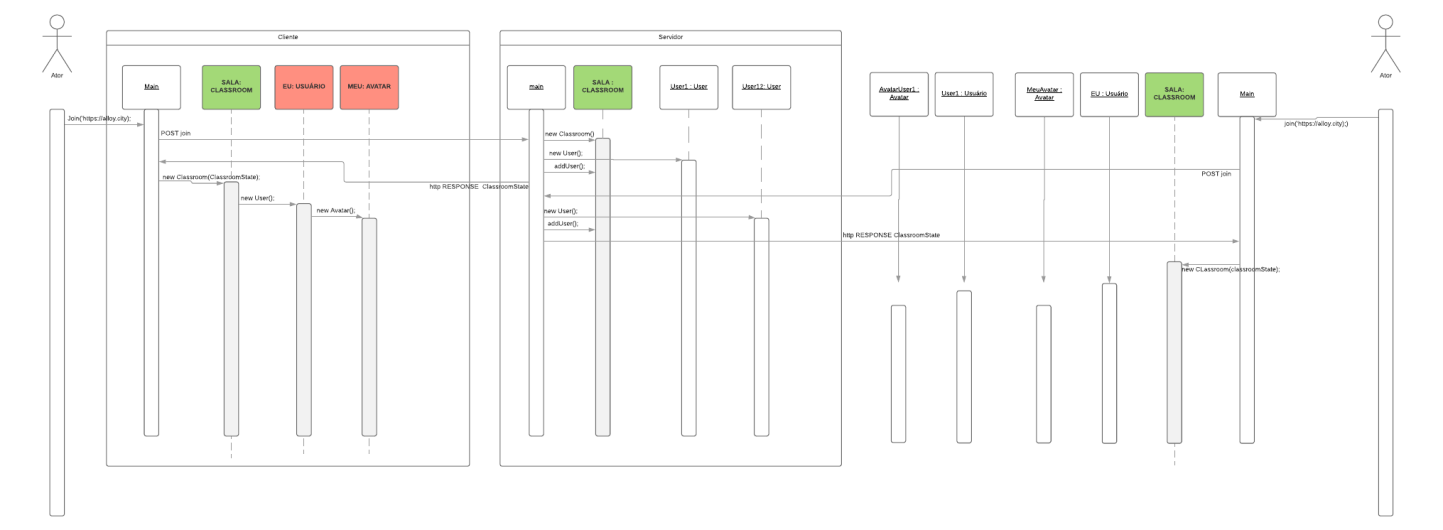 Cliente
Servidor
Ator
Ator
Main
SALA:
CLASSROOM
EU: USUÁRIO
MEU: AVATAR
main
SALA :
CLASSROOM
User1 : User
User12: User
AvalarUser1 :
Avatar
User1 : Usuário
MeuAvatar :
Avatar
EU : Usuário
SALA:
CLASSROOM
Main
Join('https://alloy.city);
join('https://alloy.city);)
POST join
new Classroom()
new User();
addUser();
POST join
new Classroom(ClassroomState);
http RESPONSE ClassroomState
new User();
new Avatar();
new User();
addUser();
http RESPONSE ClassroomState
new CLassroom(classroomState);